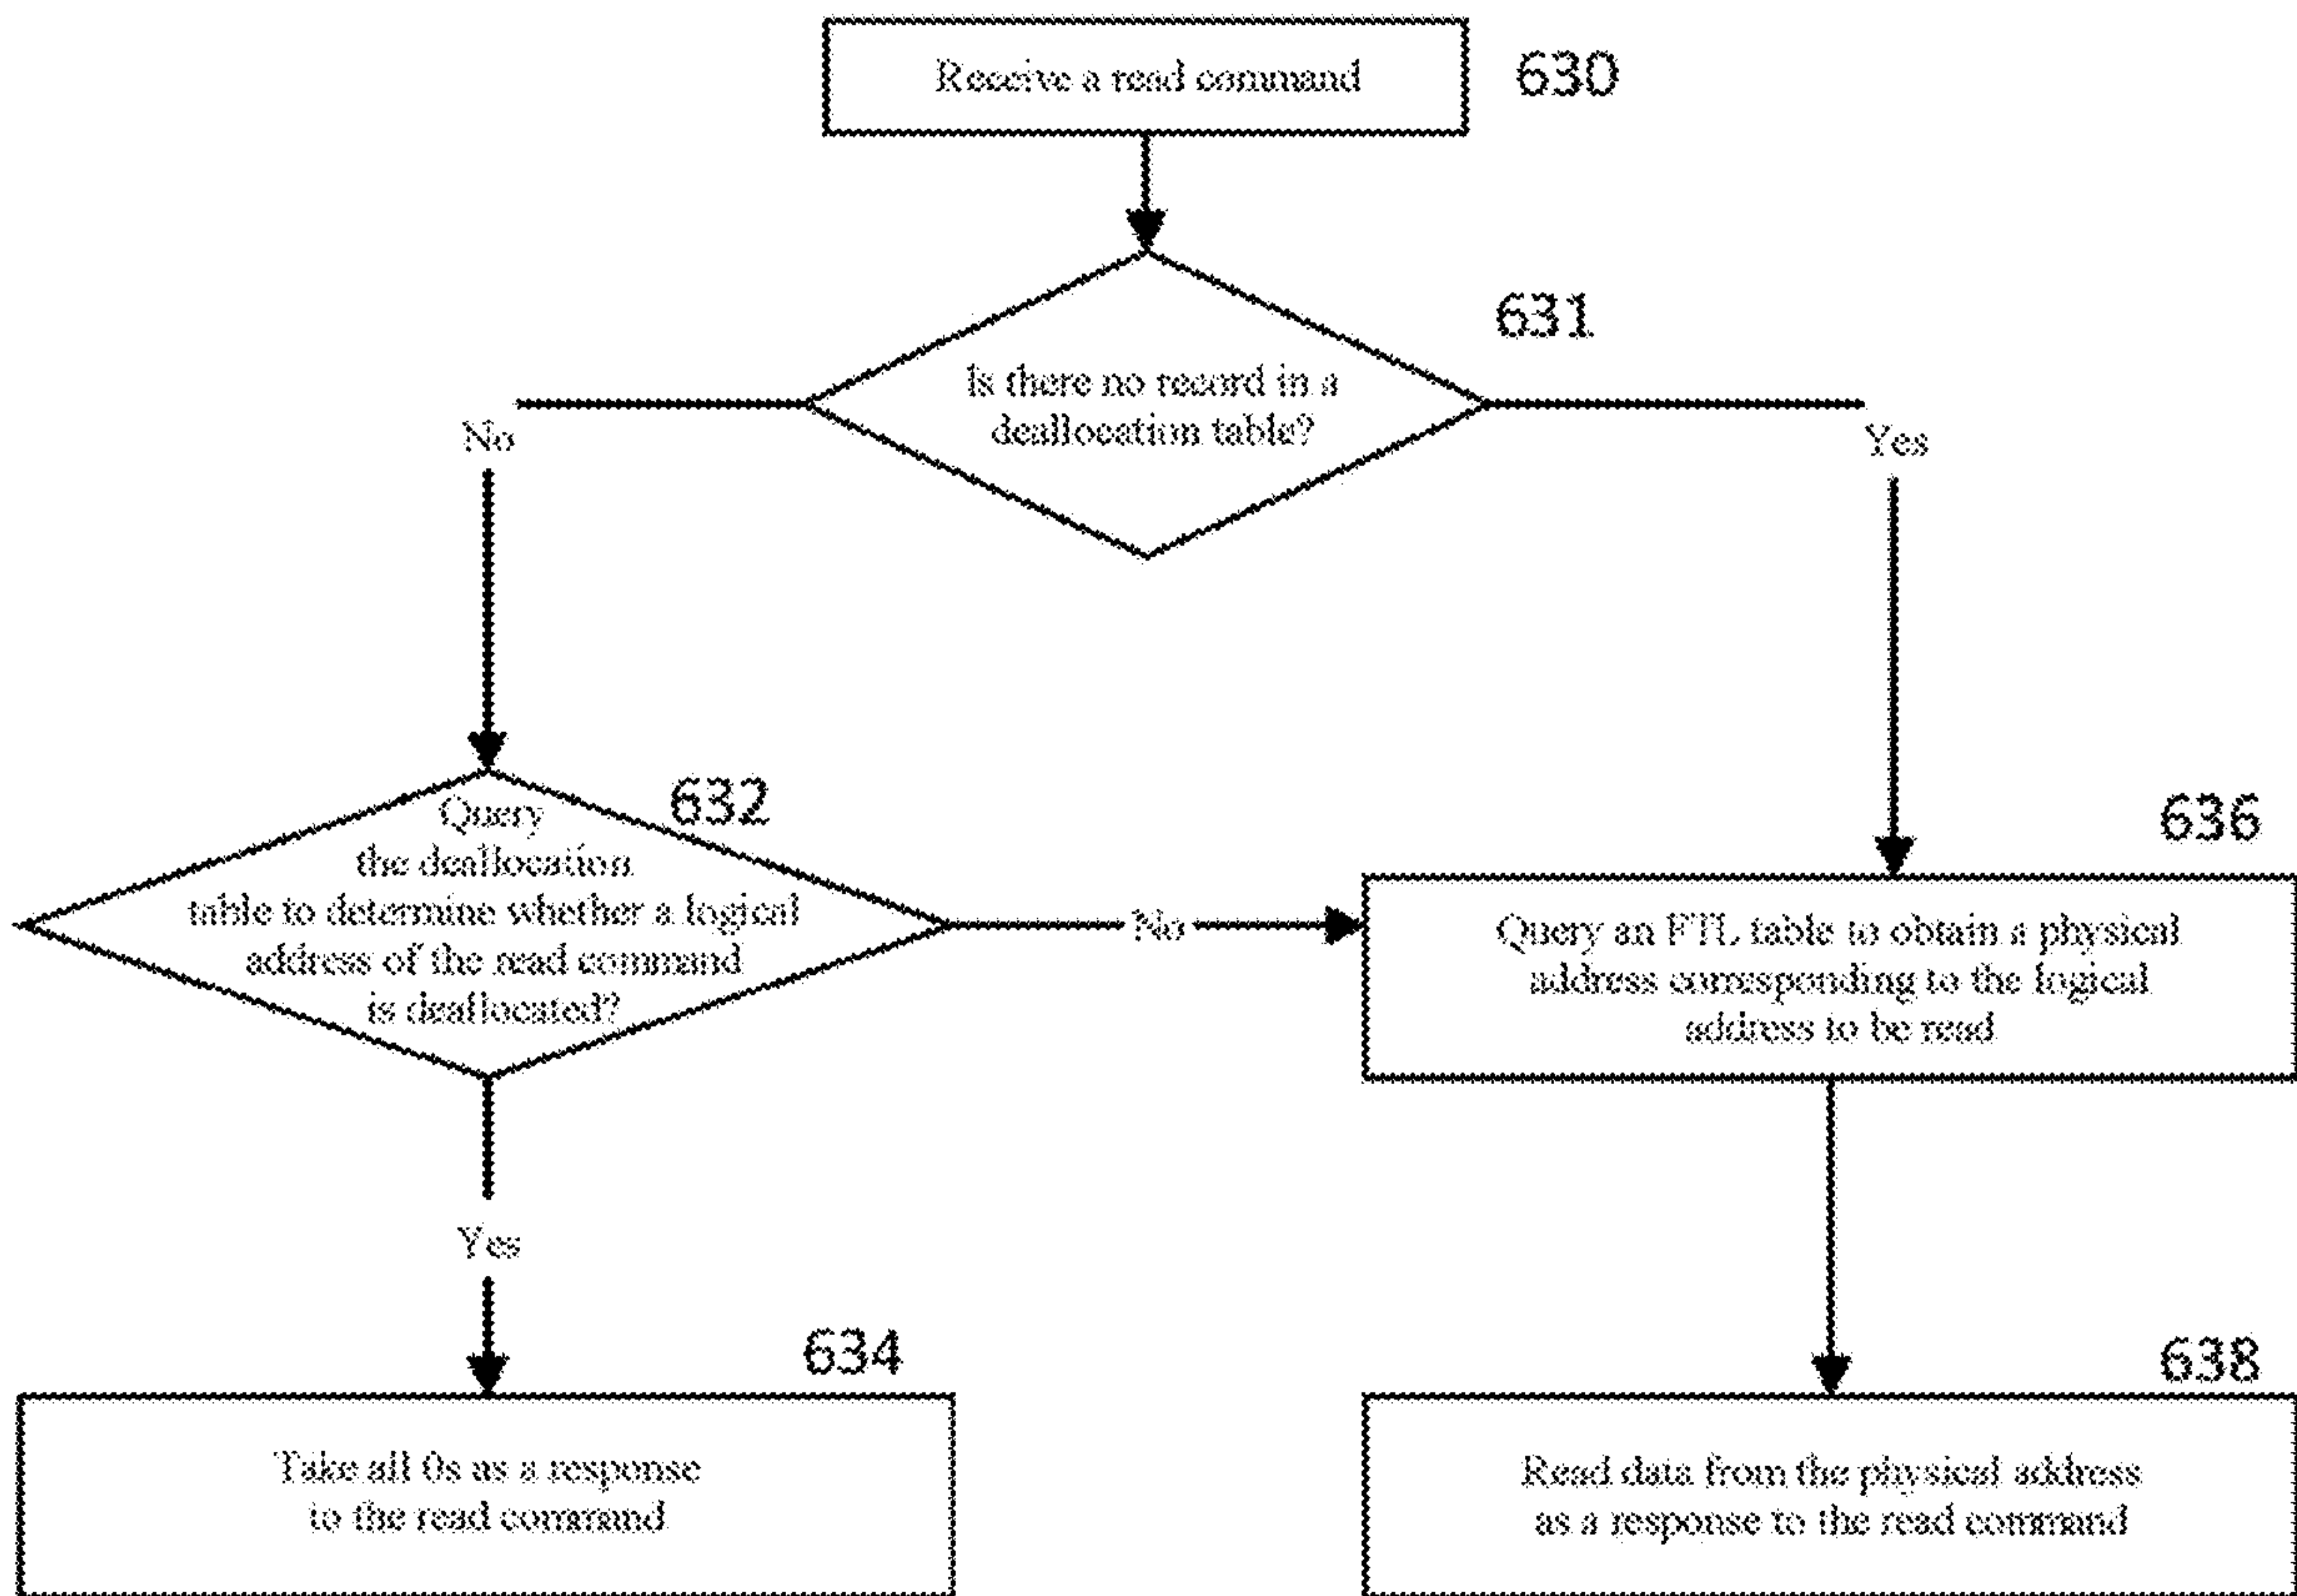 Receive a read command
630
631
Is there no record in a
deallocation table?
No
Yes
632
Query
the deallocation
table to determine whether a logical
address of the read command
is deallocated?
No
636
Query an FTL table to obtain a physical
address corresponding to the logical
address to be read
Yes
634
Take all 0s as a response
to the read command
638
Read data from the physical address
as a response to the read command